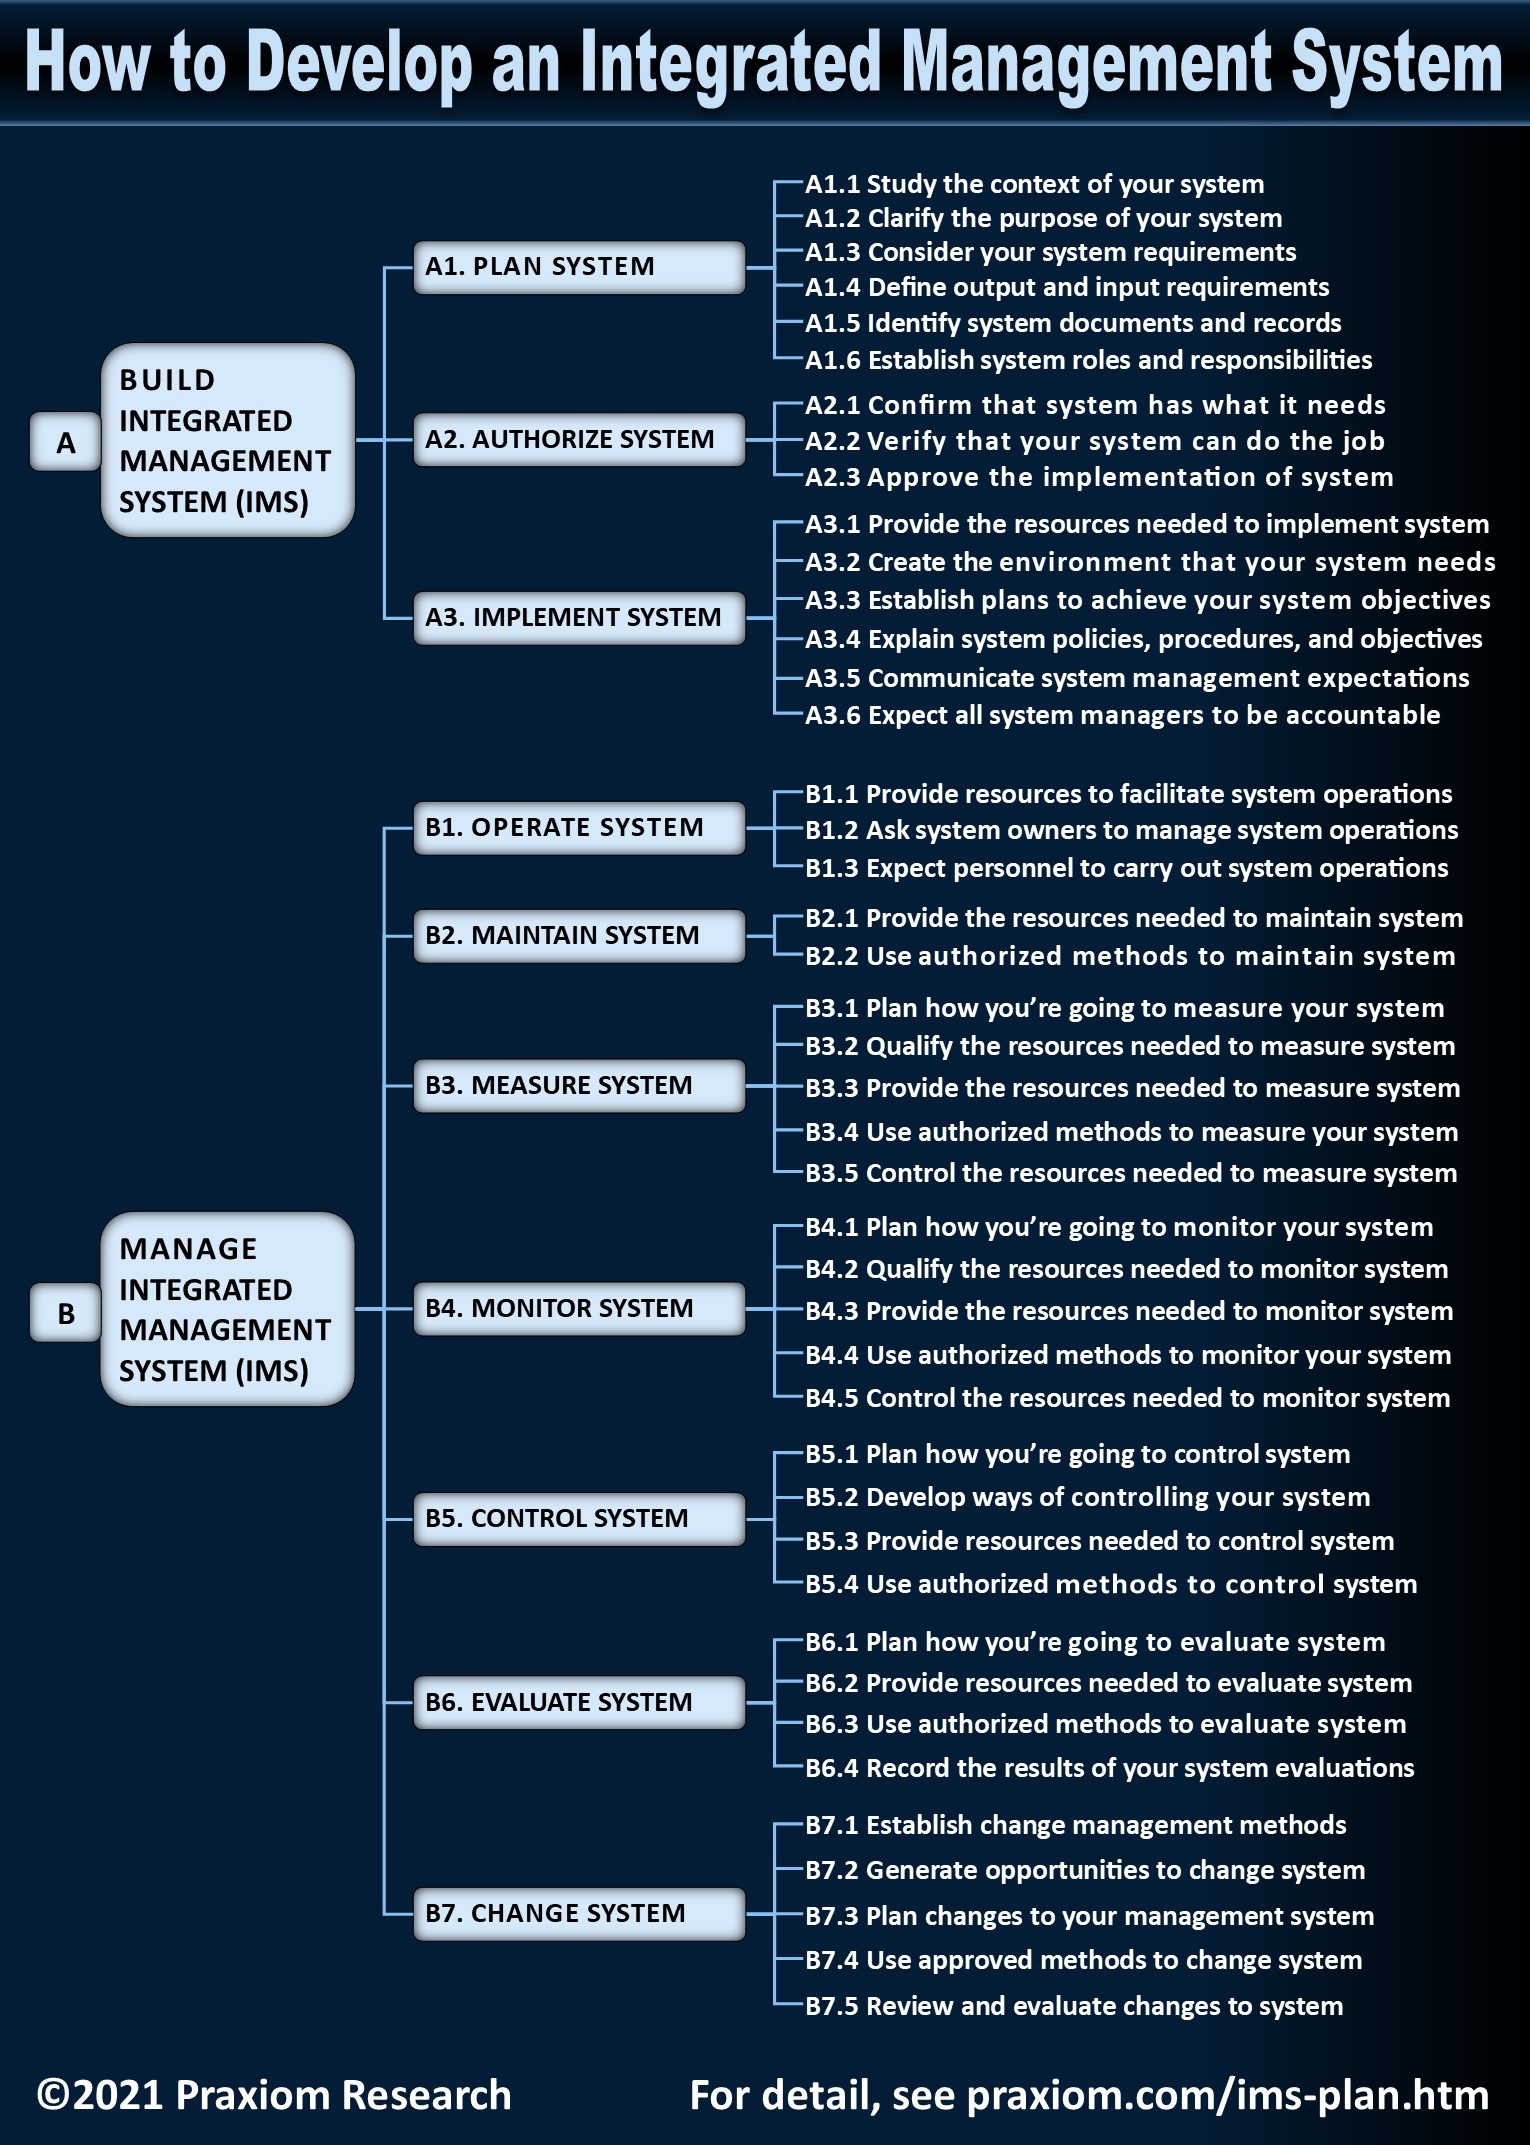 How to Develop an Integrated Management System
A
BUILD
INTEGRATED
MANAGEMENT
SYSTEM (IMS)
A1. PLAN SYSTEM
A1.1 Study the context of your system
A1.2 Clarify the purpose of your system
A1.3 Consider your system requirements
A1.4 Define output and input requirements
A1.5 Identify system documents and records
A1.6 Establish system roles and responsibilities
A2. AUTHORIZE SYSTEM
A2.1 Confirm that system has what it needs
A2.2 Verify that your system can do the job
A2.3 Approve the implementation of system
A3. IMPLEMENT SYSTEM
A3.1 Provide the resources needed to implement system
A3.2 Create the environment that your system needs
A3.3 Establish plans to achieve your system objectives
A3.4 Explain system policies, procedures, and objectives
A3.5 Communicate system management expectations
A3.6 Expect all system managers to be accountable
B
MANAGE
INTEGRATED
MANAGEMENT
SYSTEM (IMS)
B1. OPERATE SYSTEM
B1.1 Provide resources to facilitate system operations
B1.2 Ask system owners to manage system operations
B1.3 Expect personnel to carry out system operations
B2. MAINTAIN SYSTEM
B2.1 Provide the resources needed to maintain system
B2.2 Use authorized methods to maintain system
B3. MEASURE SYSTEM
B3.1 Plan how you’re going to measure your system
B3.2 Qualify the resources needed to measure system
B3.3 Provide the resources needed to measure system
B3.4 Use authorized methods to measure your system
B3.5 Control the resources needed to measure system
B4. MONITOR SYSTEM
B4.1 Plan how you’re going to monitor your system
B4.2 Qualify the resources needed to monitor system
B4.3 Provide the resources needed to monitor system
B4.4 Use authorized methods to monitor your system
B4.5 Control the resources needed to monitor system
B5. CONTROL SYSTEM
B5.1 Plan how you’re going to control system
B5.2 Develop ways of controlling your system
B5.3 Provide resources needed to control system
B5.4 Use authorized methods to control system
B6. EVALUATE SYSTEM
B6.1 Plan how you’re going to evaluate system
B6.2 Provide resources needed to evaluate system
B6.3 Use authorized methods to evaluate system
B6.4 Record the results of your system evaluations
B7. CHANGE SYSTEM
B7.1 Establish change management methods
B7.2 Generate opportunities to change system
B7.3 Plan changes to your management system
B7.4 Use approved methods to change system
B7.5 Review and evaluate changes to system
©2021 Praxiom Research
For detail, see praxiom.com/ims-plan.htm